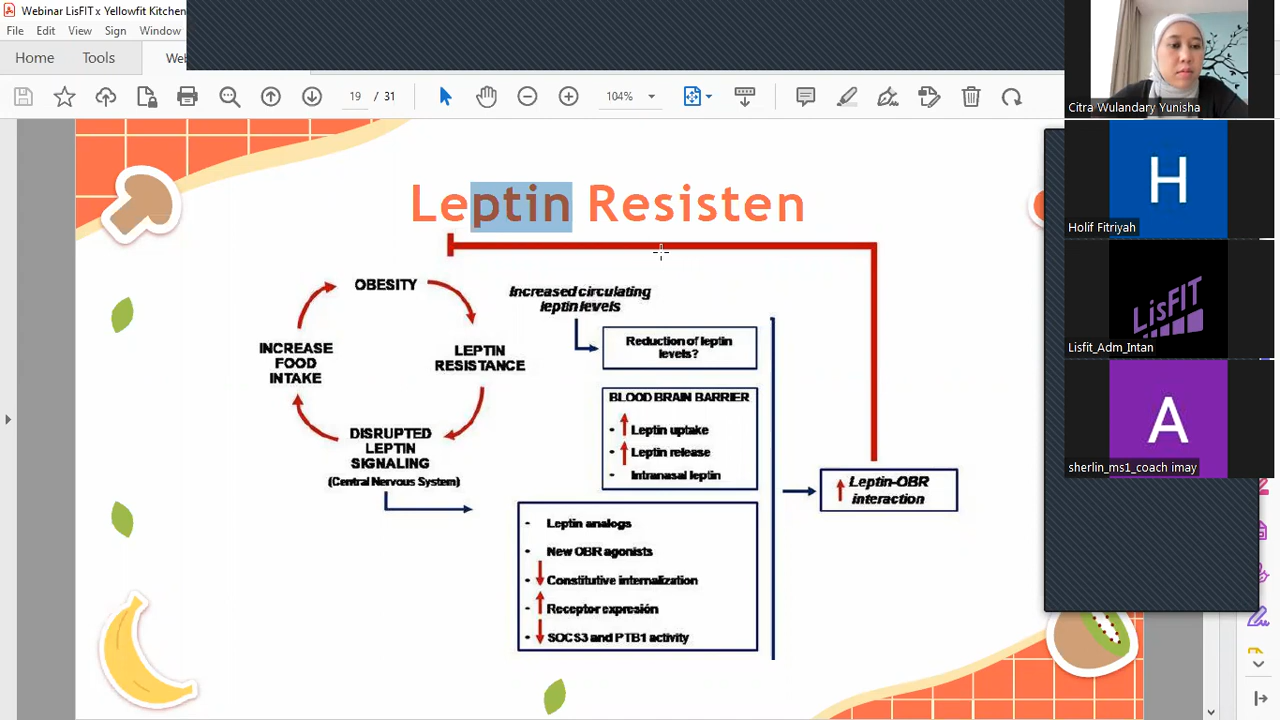 Webinar LisFIT x Yellowfit Kitchen
File Edit View Sign Window
Home Tools Web
19 / 31 104%
Leptin Resisten
OBESITY
LEPTIN
RESISTANCE
DISRUPTED
LEPTIN
SIGNALING
(Central Nervous System)
INCREASE
FOOD
INTAKE
Increased circulating
leptin levels
Reduction of leptin
levels?
BLOOD BRAIN BARRIER
- Leptin uptake
- Leptin release
- Intranasal leptin
- Leptin analogs
- New OBR agonists
- Constitutive internalization
- Receptor expresión
- SOCS3 and PTB1 activity
Leptin-OBR
interaction
Citra Wulandary Yunisha
H
Holif Fitriyah
LisFIT
Lisfit_Adm_Intan
A
sherlin_ms1_coach imay